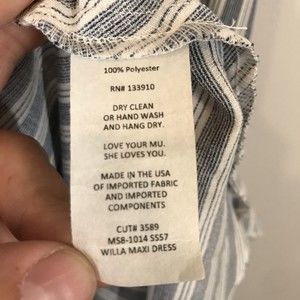 100% Polyester
RN# 133910
DRY CLEAN
OR HAND WASH
AND HANG DRY.
LOVE YOUR MU.
SHE LOVES YOU.
MADE IN THE USA
OF IMPORTED FABRIC
AND IMPORTED
COMPONENTS
CUT# 3589
MS8-1014 SS57
WILLA MAXI DRESS